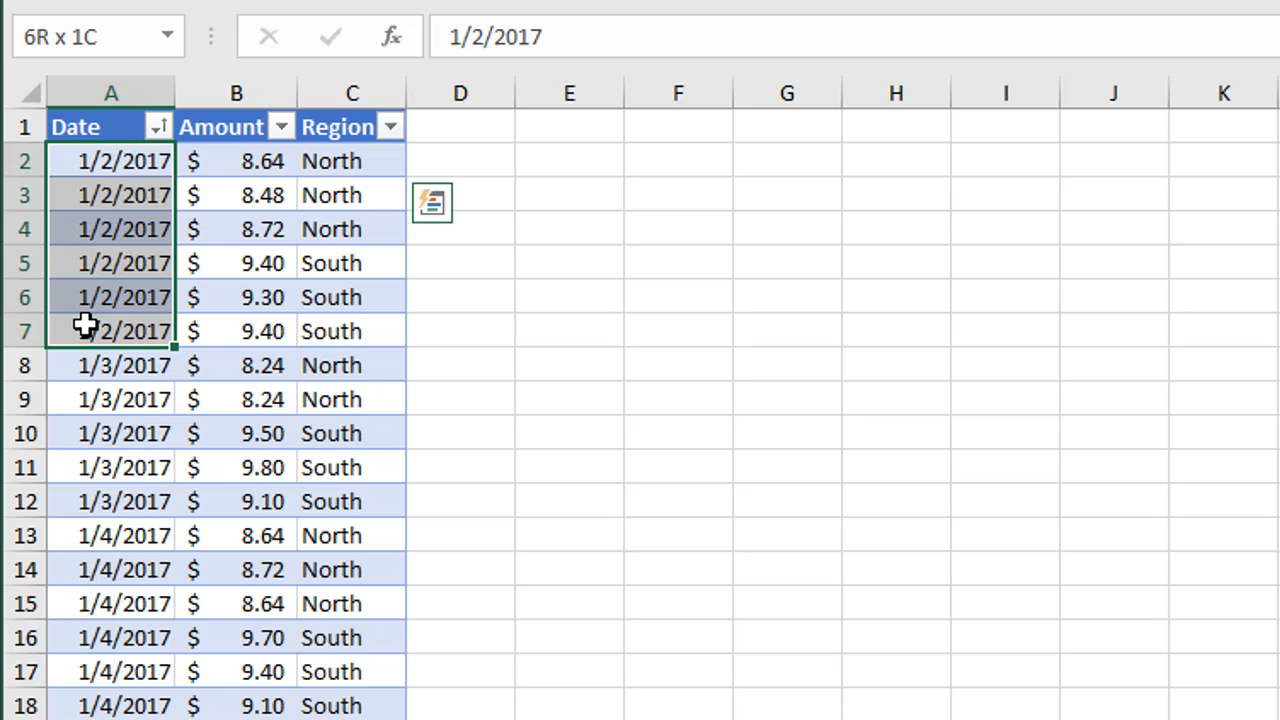 6R x 1C fx 1/2/2017
A B C D E F G H I J K
1 Date Amount Region
2 1/2/2017 $ 8.64 North
3 1/2/2017 $ 8.48 North
4 1/2/2017 $ 8.72 North
5 1/2/2017 $ 9.40 South
6 1/2/2017 $ 9.30 South
7 /2/2017 $ 9.40 South
8 1/3/2017 $ 8.24 North
9 1/3/2017 $ 8.24 North
10 1/3/2017 $ 9.50 South
11 1/3/2017 $ 9.80 South
12 1/3/2017 $ 9.10 South
13 1/4/2017 $ 8.64 North
14 1/4/2017 $ 8.72 North
15 1/4/2017 $ 8.64 North
16 1/4/2017 $ 9.70 South
17 1/4/2017 $ 9.40 South
18 1/4/2017 $ 9.10 South